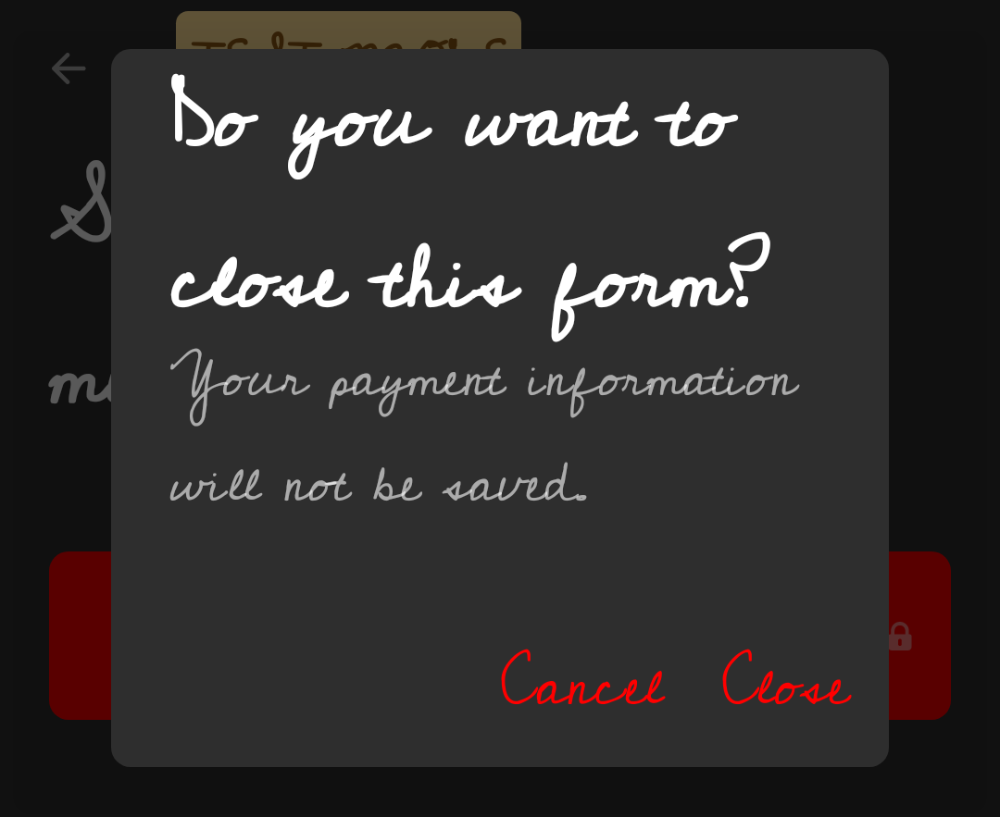 Do you want to
close this form?
Your payment information
will not be saved.
Cancel Close